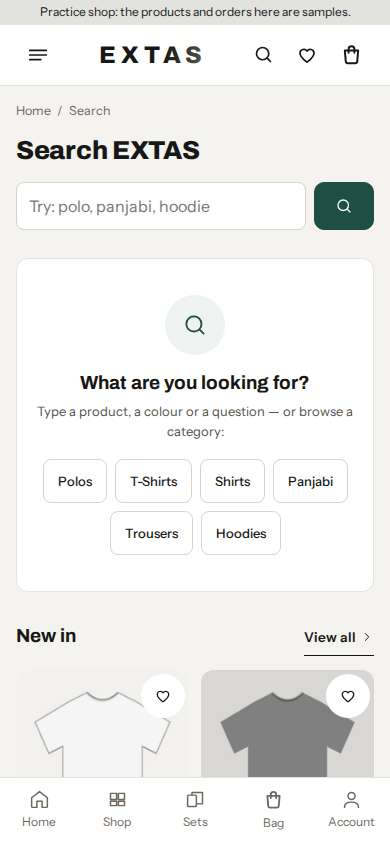 Practice shop: the products and orders here are samples.
EXTAS
Home / Search
Search EXTAS
Try: polo, panjabi, hoodie
What are you looking for?
Type a product, a colour or a question — or browse a
category:
Polos T-Shirts Shirts Panjabi
Trousers Hoodies
New in View all
Home Shop Sets Bag Account